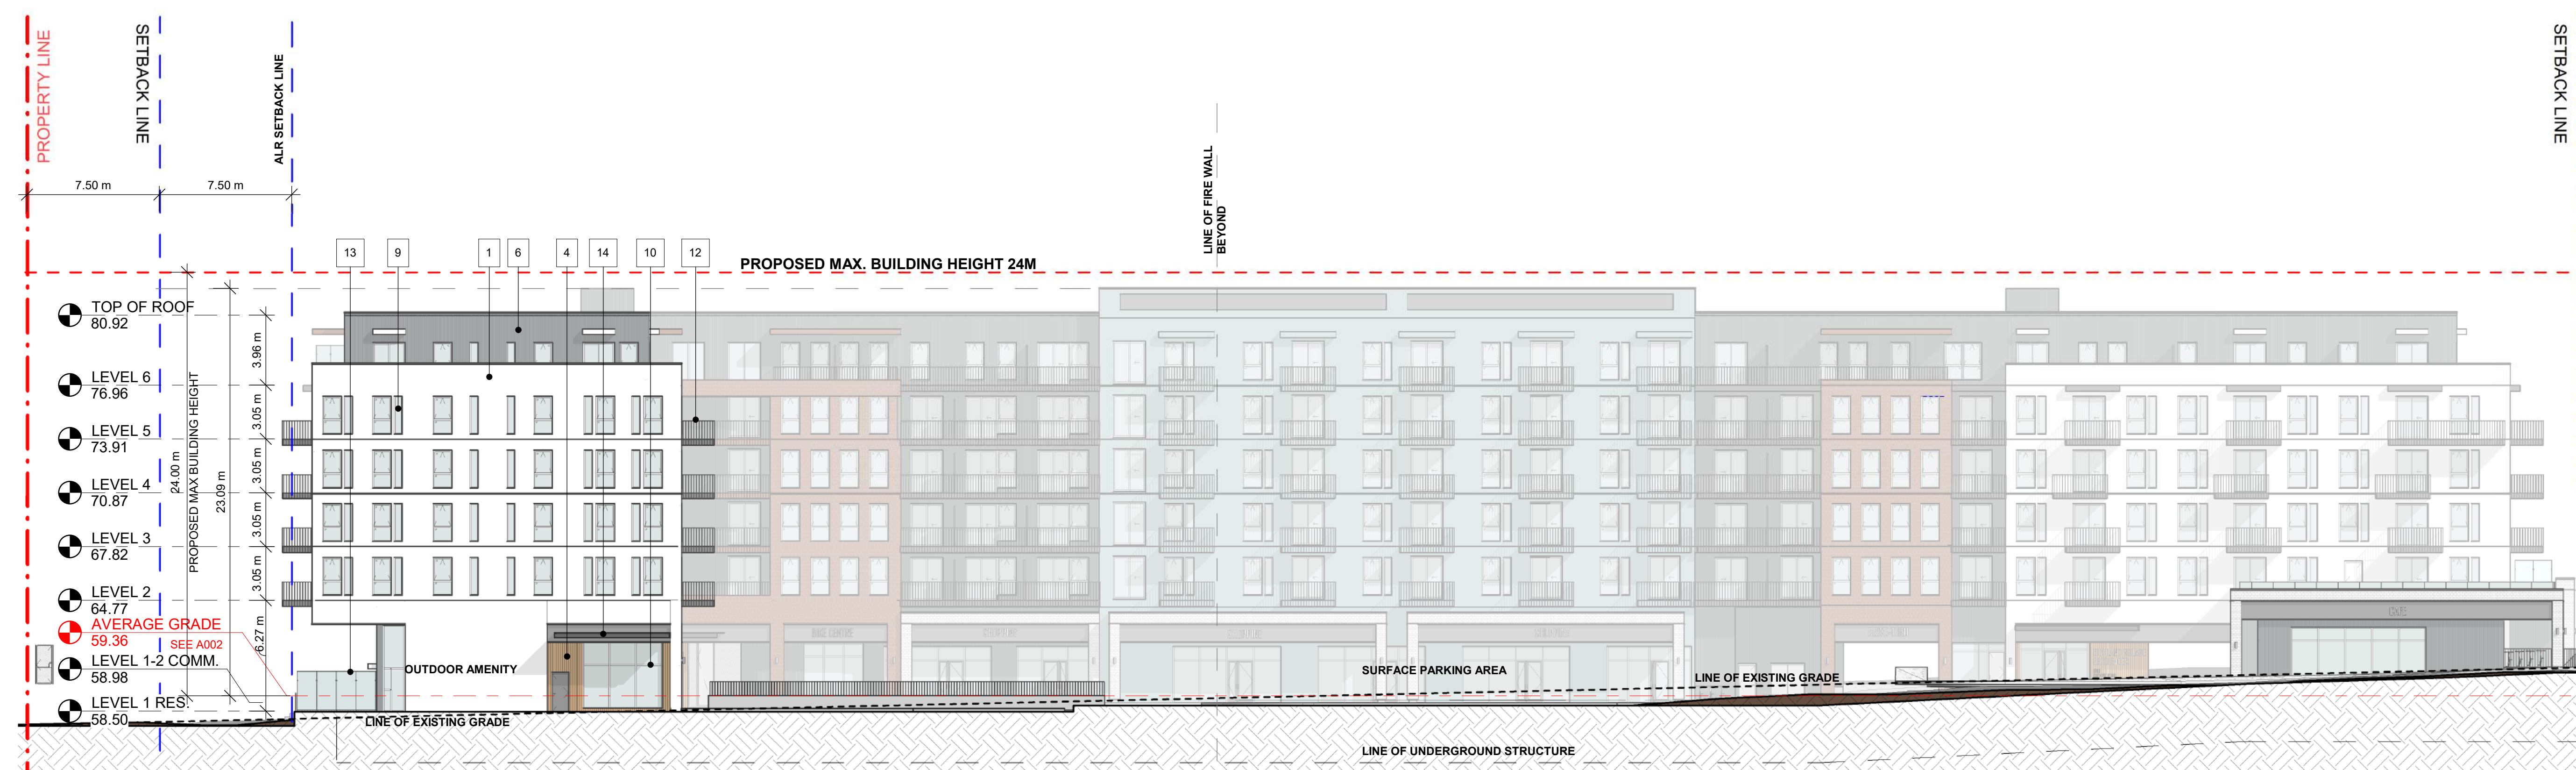 PROPERTY LINE
SETBACK LINE
ALR SETBACK LINE
SETBACK LINE
7.50 m
7.50 m
LINE OF FIRE WALL
BEYOND
13
9
1
6
4
14
10
12
PROPOSED MAX. BUILDING HEIGHT 24M
TOP OF ROOF
80.92
3.96 m
LEVEL 6
76.96
3.05 m
LEVEL 5
73.91
3.05 m
LEVEL 4
70.87
3.05 m
LEVEL 3
67.82
3.05 m
LEVEL 2
64.77
24.00 m
PROPOSED MAX BUILDING HEIGHT
23.09 m
6.27 m
AVERAGE GRADE
59.36
SEE A002
LEVEL 1-2 COMM.
58.98
LEVEL 1 RES.
58.50
BIKE CENTRE
OUTDOOR AMENITY
SURFACE PARKING AREA
LINE OF EXISTING GRADE
LINE OF EXISTING GRADE
LINE OF UNDERGROUND STRUCTURE